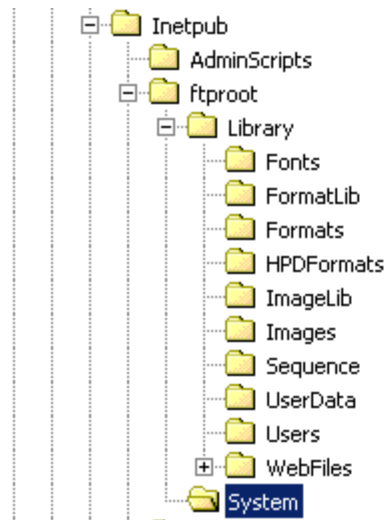 Inetpub
AdminScripts
ftproot
Library
Fonts
FormatLib
Formats
HPDFormats
ImageLib
Images
Sequence
UserData
Users
WebFiles
System